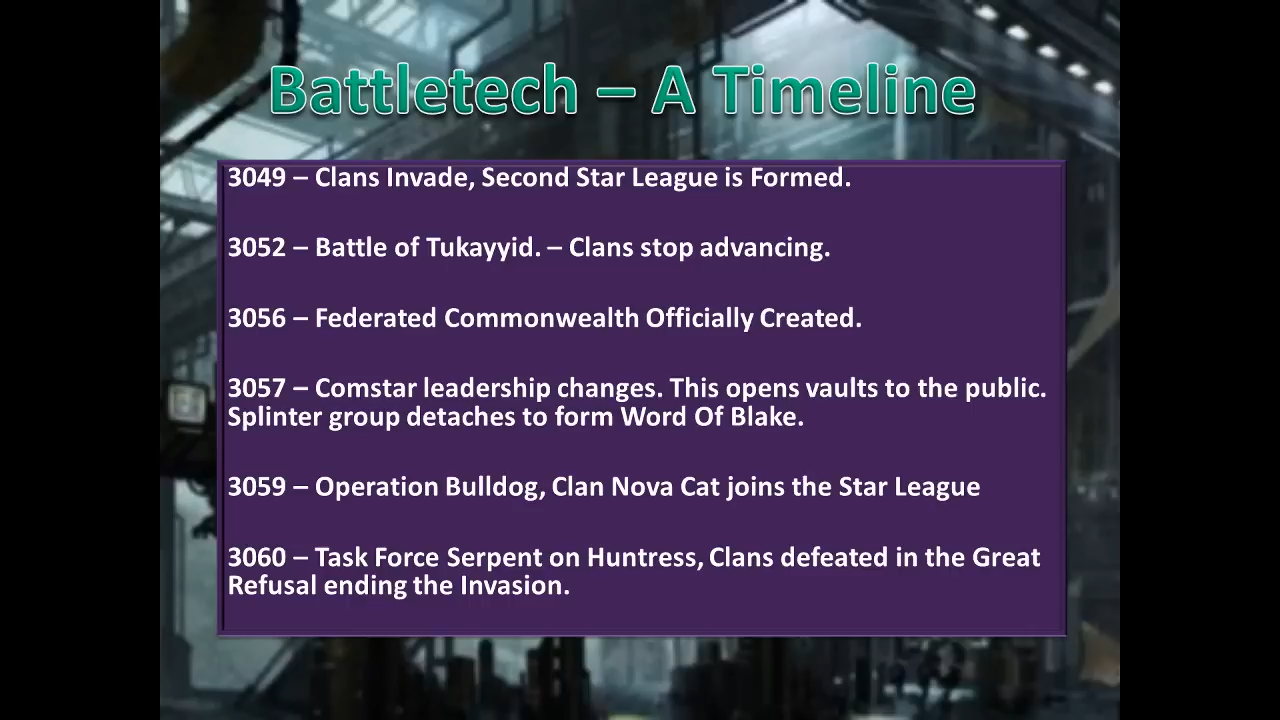 Battletech – A Timeline
3049 – Clans Invade, Second Star League is Formed.
3052 – Battle of Tukayyid. – Clans stop advancing.
3056 – Federated Commonwealth Officially Created.
3057 – Comstar leadership changes. This opens vaults to the public.
Splinter group detaches to form Word Of Blake.
3059 – Operation Bulldog, Clan Nova Cat joins the Star League
3060 – Task Force Serpent on Huntress, Clans defeated in the Great
Refusal ending the Invasion.